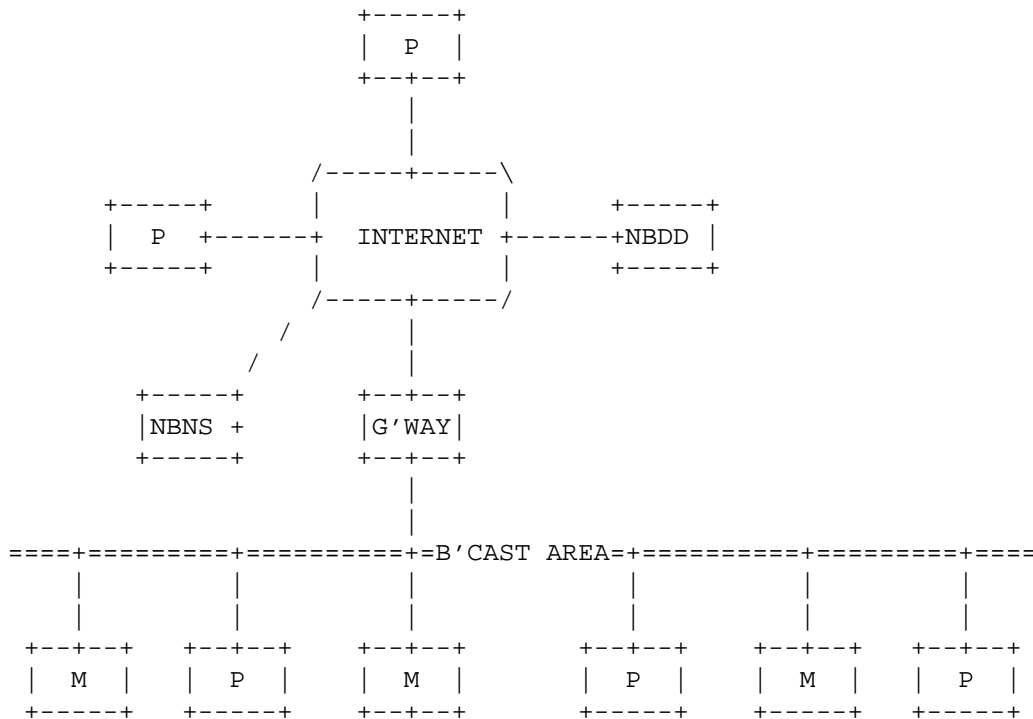 P
P INTERNET NBDD
NBNS G'WAY
B'CAST AREA
M P M P M P